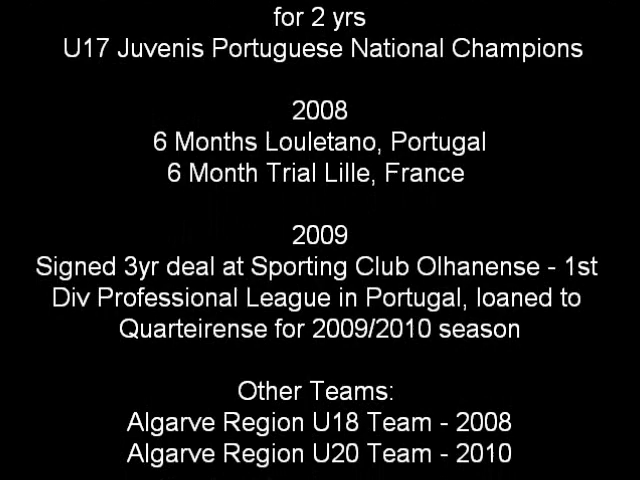 for 2 yrs
U17 Juvenis Portuguese National Champions
2008
6 Months Louletano, Portugal
6 Month Trial Lille, France
2009
Signed 3yr deal at Sporting Club Olhanense - 1st
Div Professional League in Portugal, loaned to
Quarteirense for 2009/2010 season
Other Teams:
Algarve Region U18 Team - 2008
Algarve Region U20 Team - 2010